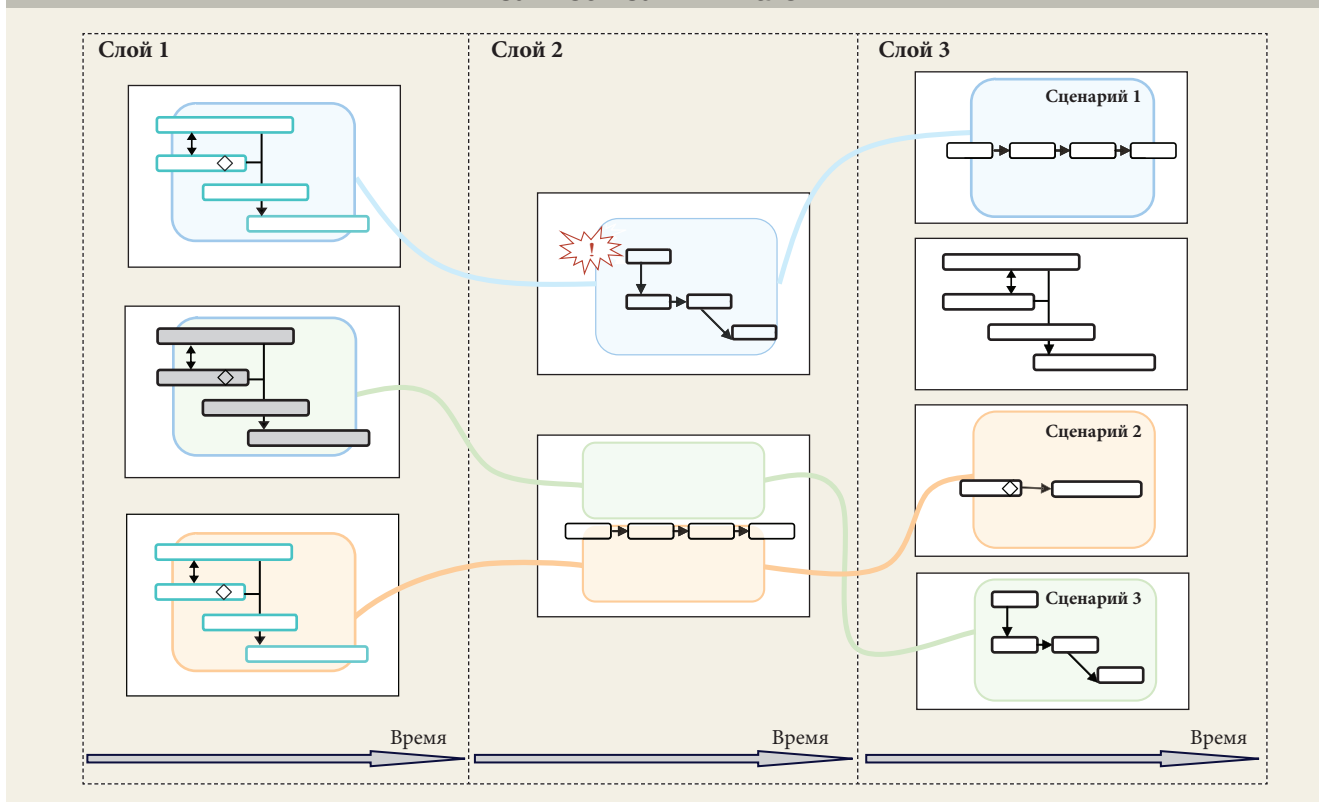 Слой 1
Слой 2
Слой 3
Сценарий 1
!
Сценарий 2
Сценарий 3
Время
Время
Время